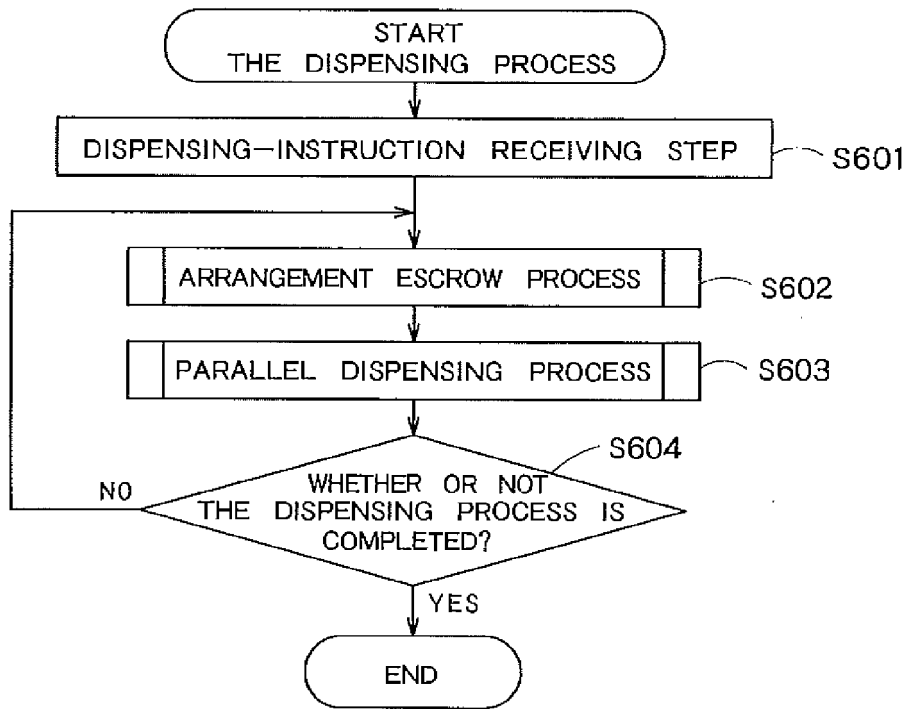 START
THE DISPENSING PROCESS
DISPENSING-INSTRUCTION RECEIVING STEP
S601
ARRANGEMENT ESCROW PROCESS
S602
PARALLEL DISPENSING PROCESS
S603
S604
WHETHER OR NOT
THE DISPENSING PROCESS IS
COMPLETED?
NO
YES
END